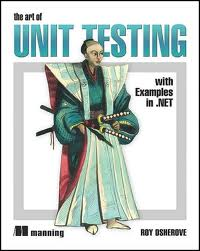 the art of
UNIT TESTING
with
Examples
in .NET
manning
ROY OSHEROVE